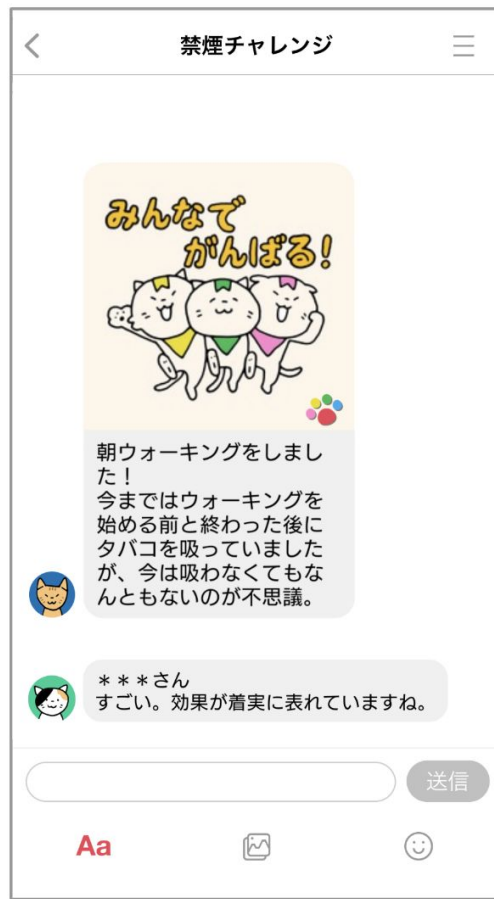 禁煙チャレンジ
みんなで
がんばる!
朝ウォーキングをしまし
た！
今まではウォーキングを
始める前と終わった後に
タバコを吸っていました
が、今は吸わなくてもな
んともないのが不思議。
＊＊＊さん
すごい。効果が着実に表れていますね。
送信
Aa